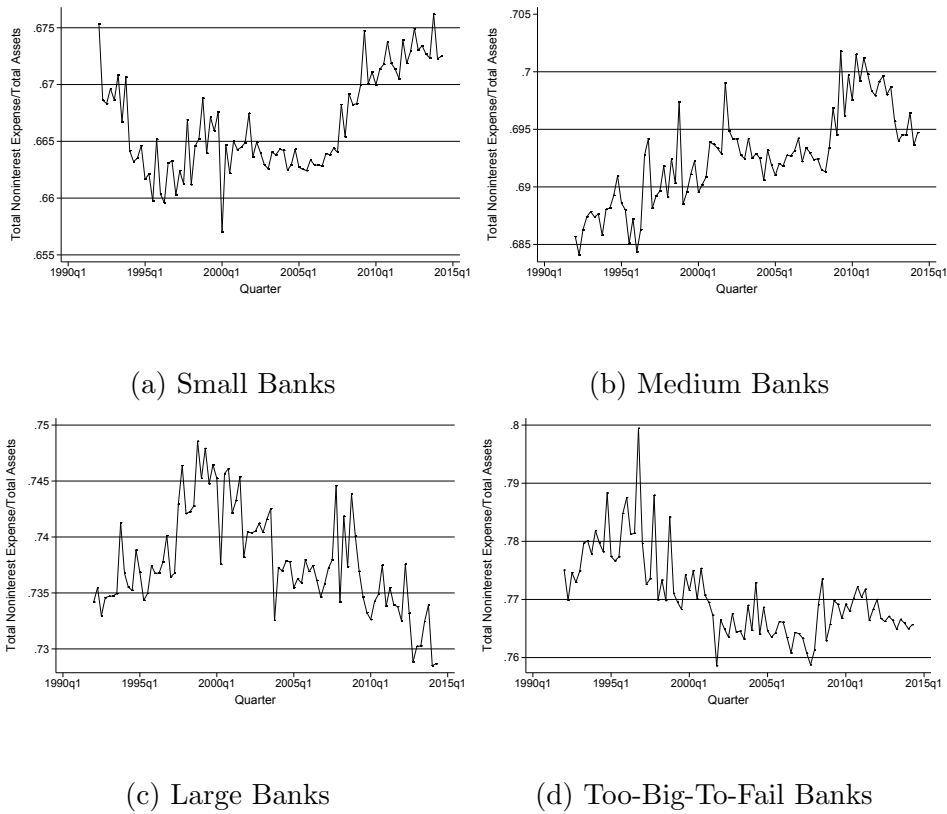 Total Noninterest Expense/Total Assets
.675
.67
.665
.66
.655
1990q1 1995q1 2000q1 2005q1 2010q1 2015q1
Quarter
(a) Small Banks
Total Noninterest Expense/Total Assets
.705
.7
.695
.69
.685
1990q1 1995q1 2000q1 2005q1 2010q1 2015q1
Quarter
(b) Medium Banks
Total Noninterest Expense/Total Assets
.75
.745
.74
.735
.73
1990q1 1995q1 2000q1 2005q1 2010q1 2015q1
Quarter
(c) Large Banks
Total Noninterest Expense/Total Assets
.8
.79
.78
.77
.76
1990q1 1995q1 2000q1 2005q1 2010q1 2015q1
Quarter
(d) Too-Big-To-Fail Banks